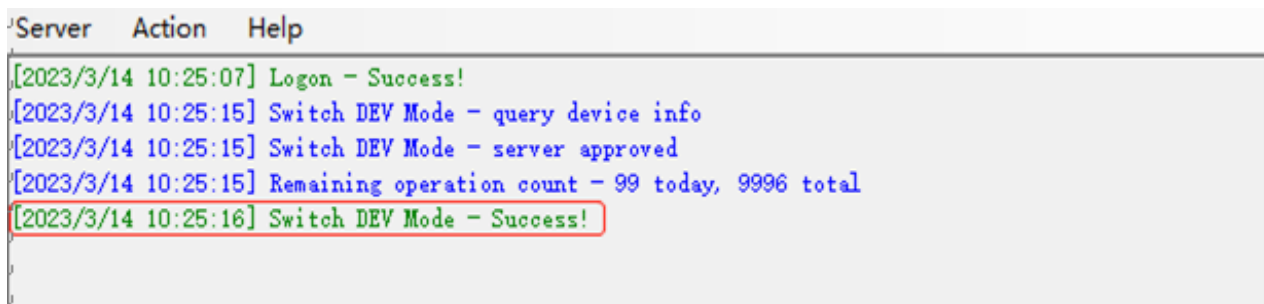 Server Action Help
[2023/3/14 10:25:07] Logon - Success!
[2023/3/14 10:25:15] Switch DEV Mode - query device info
[2023/3/14 10:25:15] Switch DEV Mode - server approved
[2023/3/14 10:25:15] Remaining operation count - 99 today, 9996 total
[2023/3/14 10:25:16] Switch DEV Mode - Success!